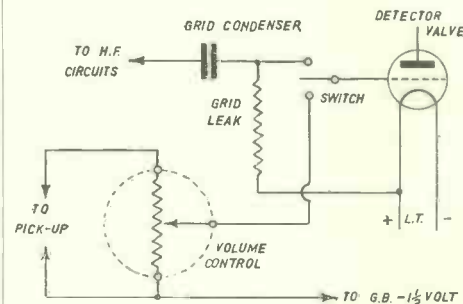 GRID CONDENSER
DETECTOR
VALVE
TO H.F.
CIRCUITS
SWITCH
GRID
LEAK
+ L.T. -
TO
PICK-UP
VOLUME
CONTROL
TO G.B. -1½ VOLT